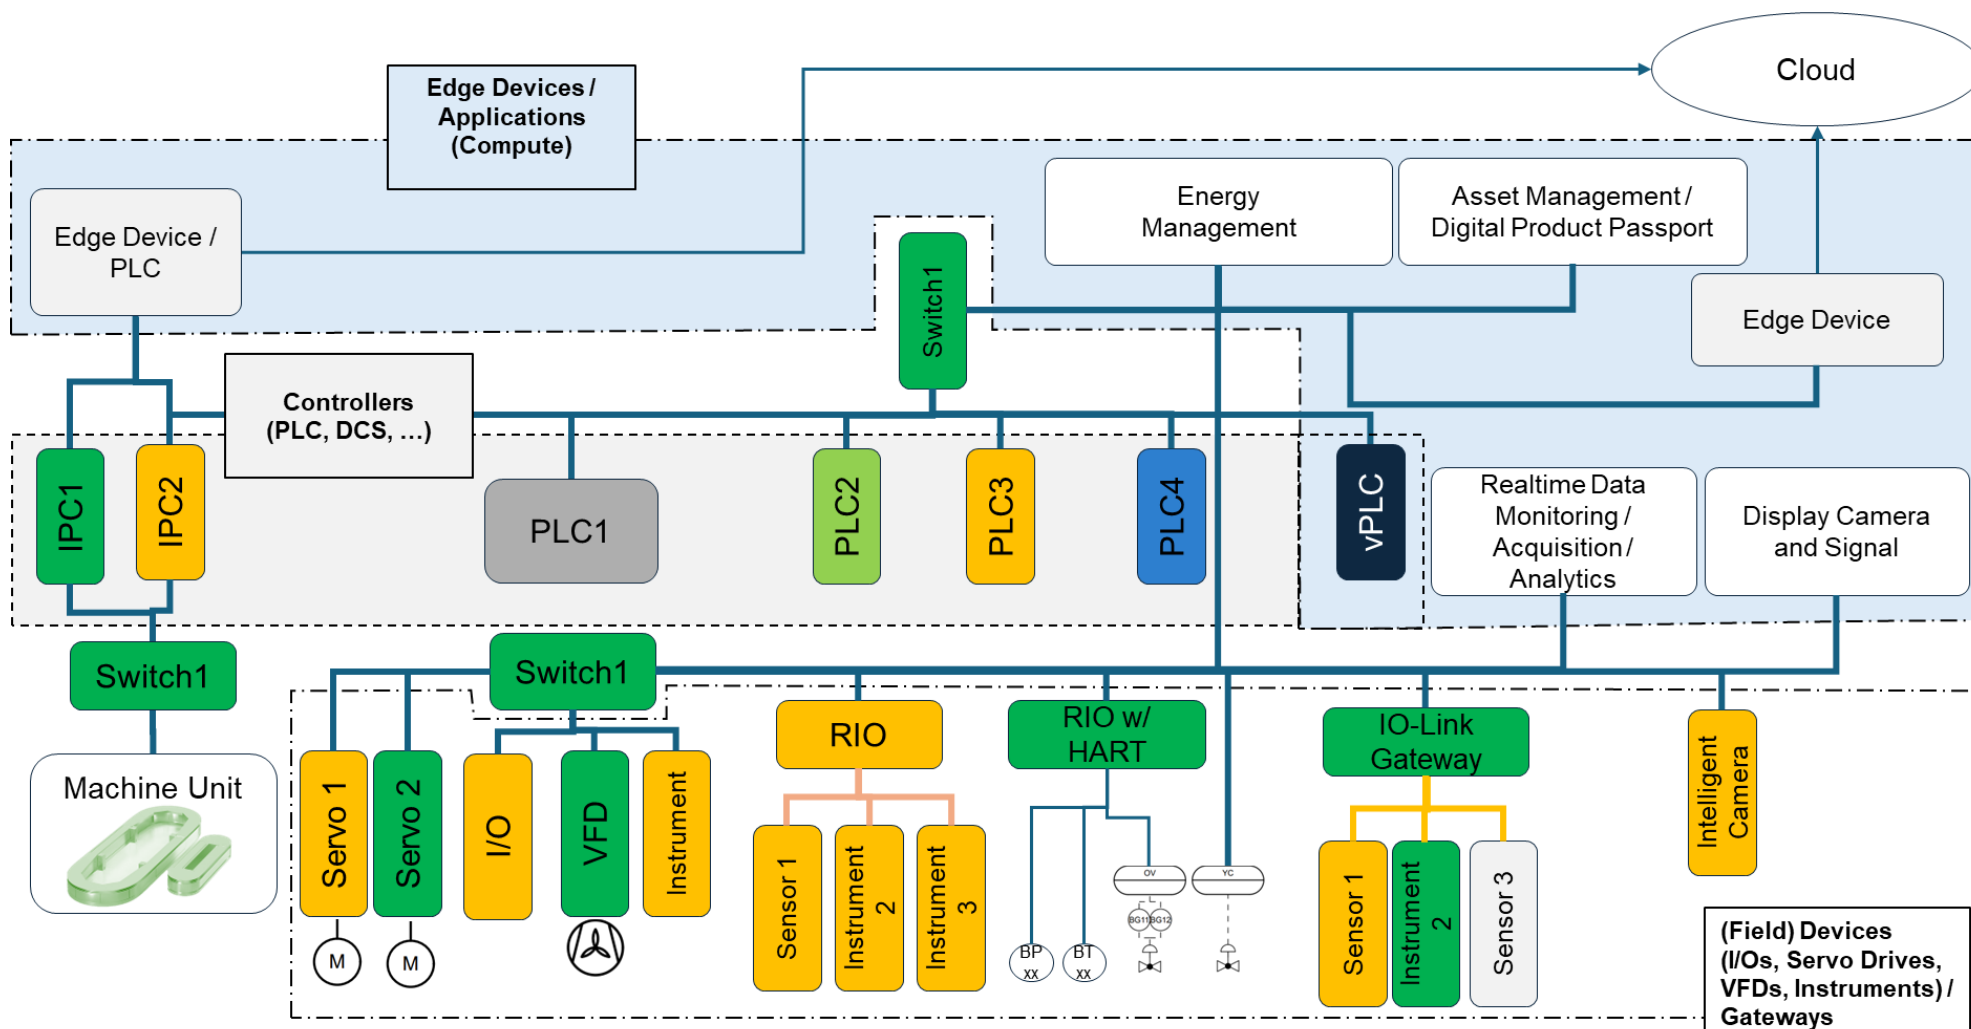 Cloud
Edge Devices /
Applications
(Compute)
Energy
Management
Asset Management /
Digital Product Passport
Edge Device /
PLC
Switch1
Edge Device
Controllers
(PLC, DCS, …)
IPC1
IPC2
PLC1
PLC2
PLC3
PLC4
vPLC
Realtime Data
Monitoring /
Acquisition /
Analytics
Display Camera
and Signal
Switch1
Switch1
Machine Unit
Servo 1
Servo 2
I/O
VFD
Instrument
RIO
RIO w/
HART
IO-Link
Gateway
Intelligent
Camera
M
M
Sensor 1
Instrument
2
Instrument
3
BP
xx
BT
xx
OV
BG11
BG12
YC
Sensor 1
Instrument
2
Sensor 3
(Field) Devices
(I/Os, Servo Drives,
VFDs, Instruments) /
Gateways